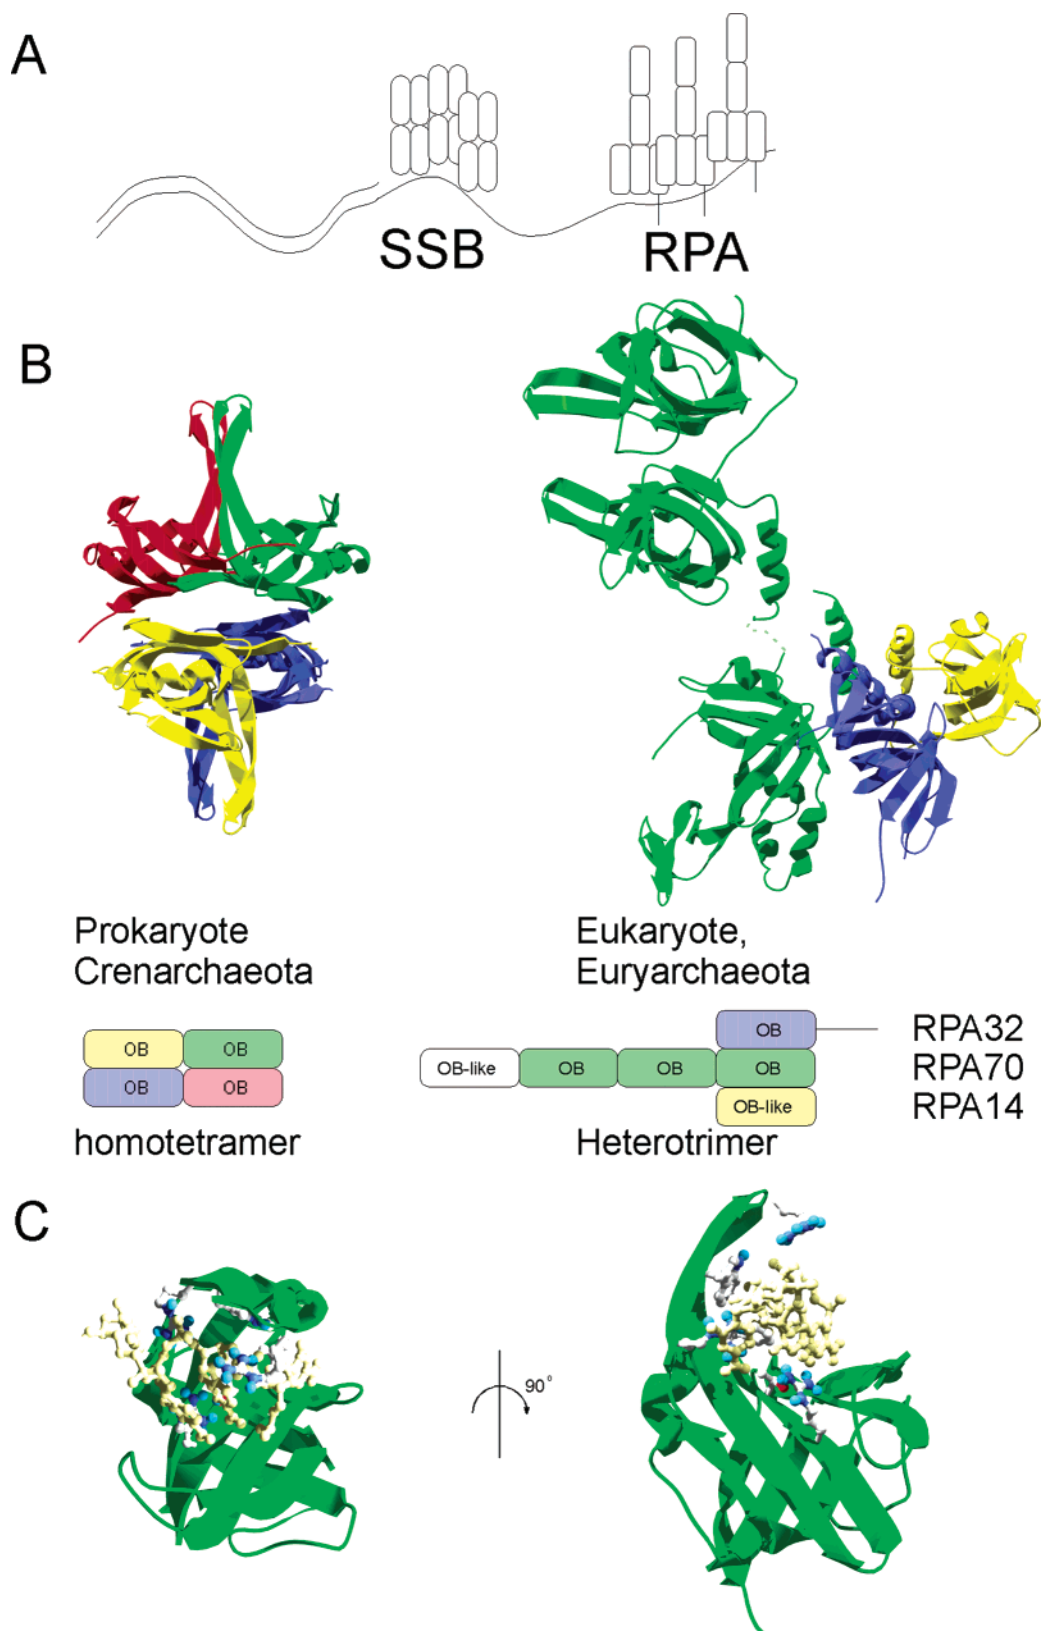 A
SSB
RPA
B
Prokaryote
Crenarchaeota
Eukaryote,
Euryarchaeota
OB
OB
OB
OB
homotetramer
OB
RPA32
OB-like
OB
OB
OB
RPA70
OB-like
RPA14
Heterotrimer
C
90°